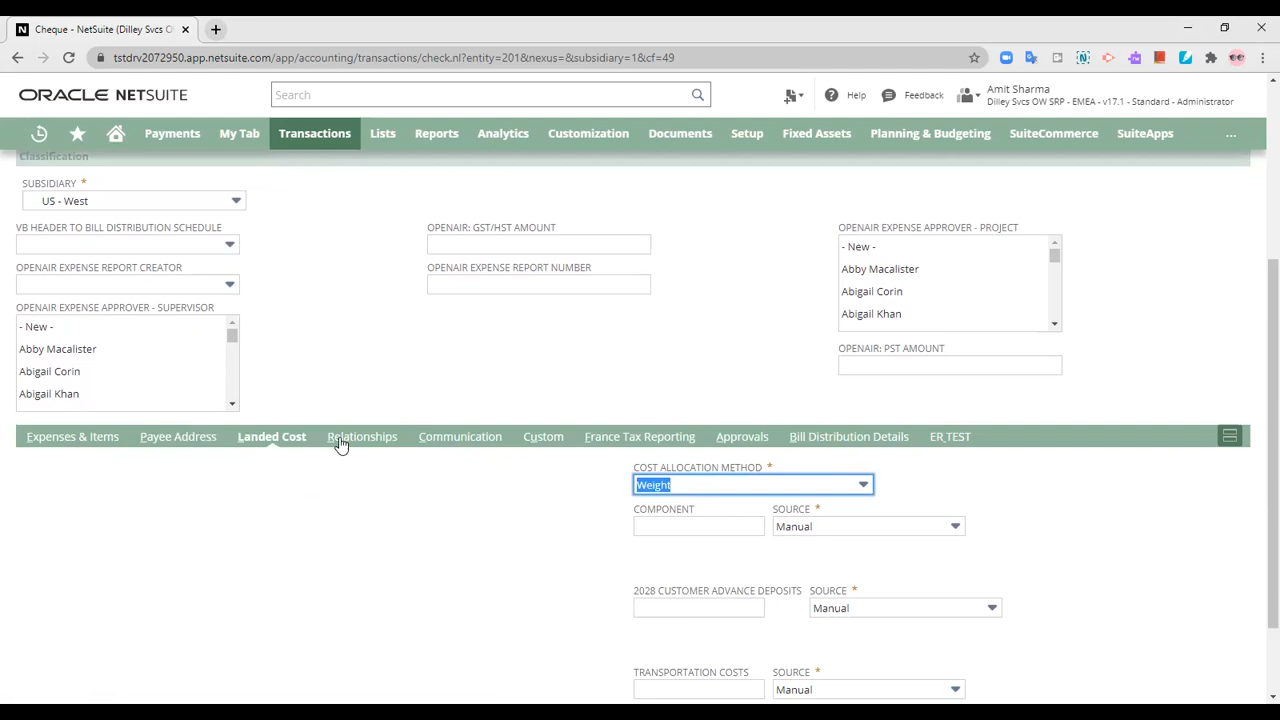 Cheque - NetSuite (Dilley Svcs O
tstdrv2072950.app.netsuite.com/app/accounting/transactions/check.nl?entity=201&nexus=&subsidiary=1&cf=49
ORACLE NETSUITE
Search
Help
Feedback
Amit Sharma
Dilley Svcs OW SRP - EMEA - v17.1 - Standard - Administrator
Payments My Tab Transactions Lists Reports Analytics Customization Documents Setup Fixed Assets Planning & Budgeting SuiteCommerce SuiteApps ...
Classification
SUBSIDIARY *
US - West
VB HEADER TO BILL DISTRIBUTION SCHEDULE
OPENAIR EXPENSE REPORT CREATOR
OPENAIR EXPENSE APPROVER - SUPERVISOR
- New -
Abby Macalister
Abigail Corin
Abigail Khan
OPENAIR: GST/HST AMOUNT
OPENAIR EXPENSE REPORT NUMBER
OPENAIR EXPENSE APPROVER - PROJECT
- New -
Abby Macalister
Abigail Corin
Abigail Khan
OPENAIR: PST AMOUNT
Expenses & Items Payee Address Landed Cost Relationships Communication Custom France Tax Reporting Approvals Bill Distribution Details ER_TEST
COST ALLOCATION METHOD *
Weight
COMPONENT SOURCE *
Manual
2028 CUSTOMER ADVANCE DEPOSITS SOURCE *
Manual
TRANSPORTATION COSTS SOURCE *
Manual